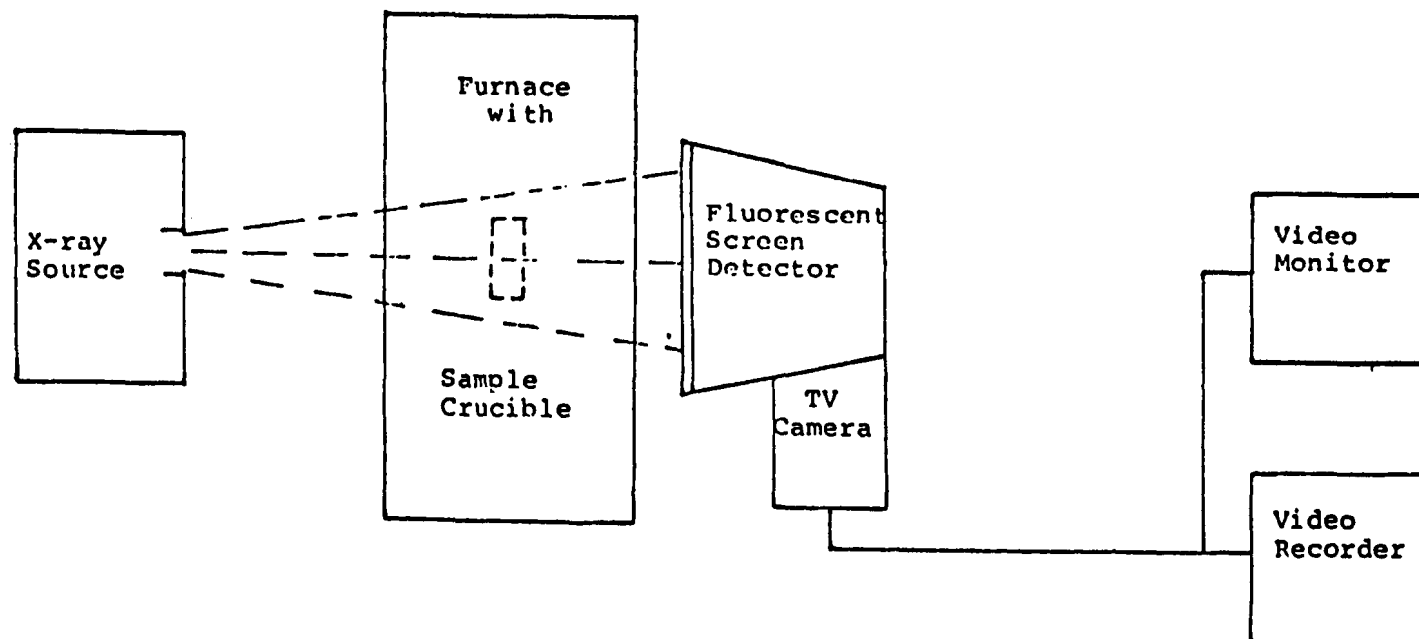 Furnace
with
X-ray
Source
Sample
Crucible
Fluorescent
Screen
Detector
TV
Camera
Video
Monitor
Video
Recorder